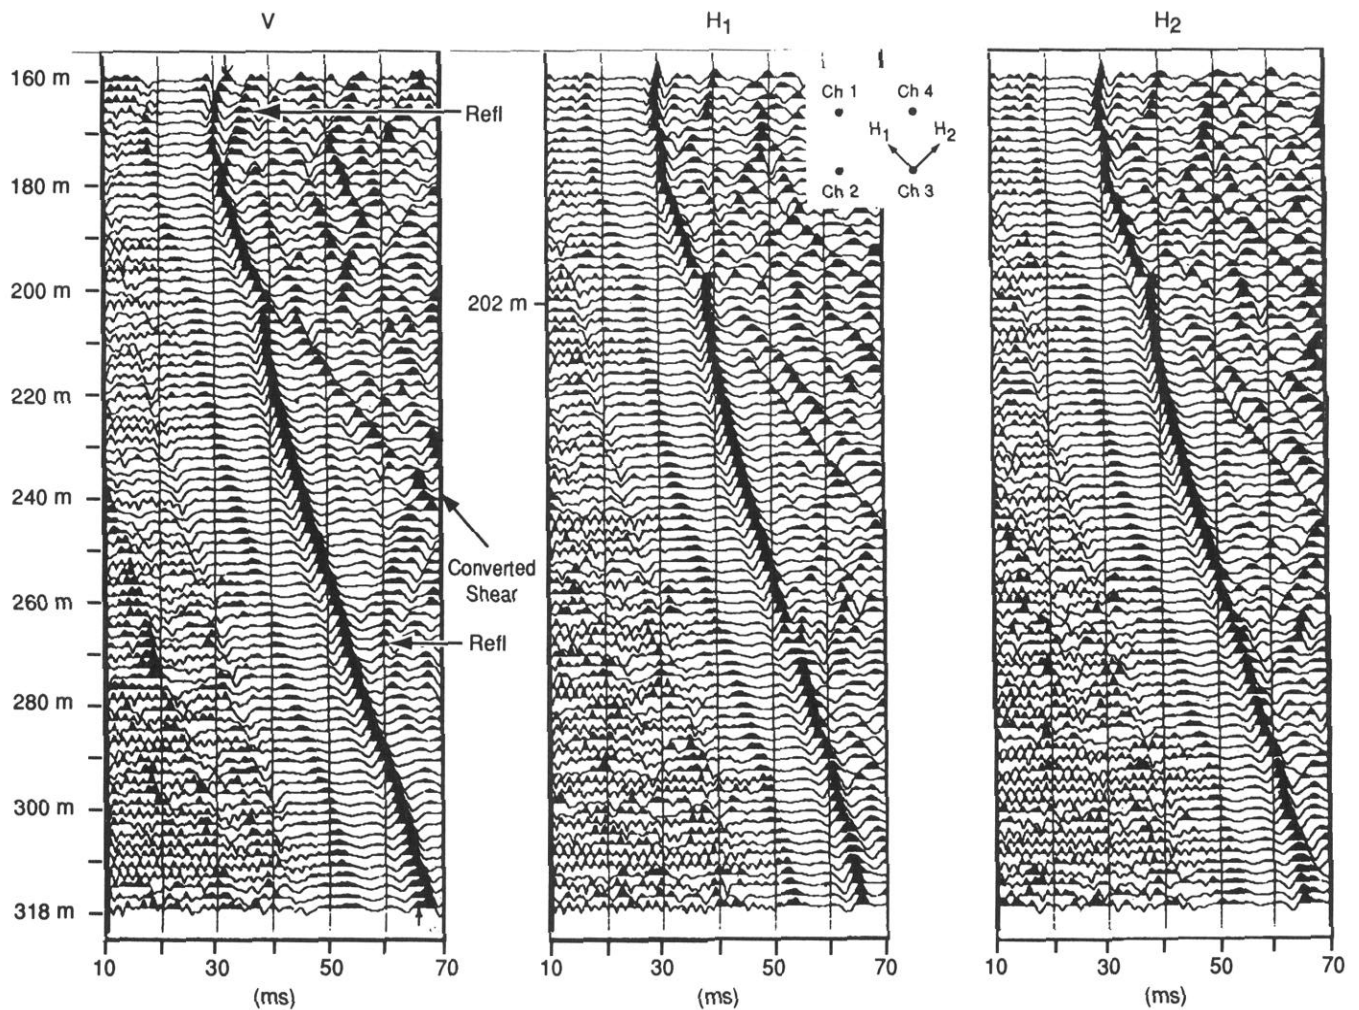 V
H1
H2
160 m
180 m
200 m
220 m
240 m
260 m
280 m
300 m
318 m
Refl
Converted
Shear
Refl
202 m
Ch 1
Ch 4
H1
H2
Ch 2
Ch 3
10 30 50 70
(ms)
10 30 50 70
(ms)
10 30 50 70
(ms)